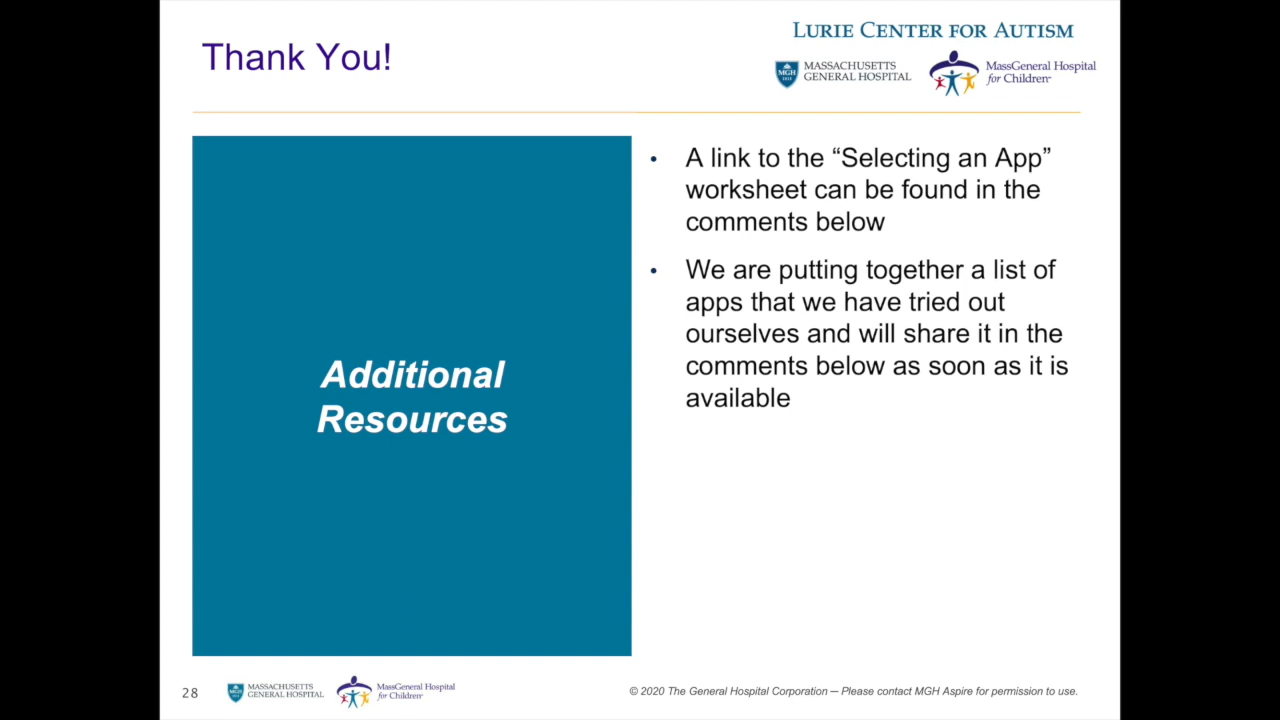 Thank You!
LURIE CENTER FOR AUTISM
MGH
1811
MASSACHUSETTS
GENERAL HOSPITAL
MassGeneral Hospital
for Children
Additional
Resources
• A link to the “Selecting an App”
worksheet can be found in the
comments below
• We are putting together a list of
apps that we have tried out
ourselves and will share it in the
comments below as soon as it is
available
28
MGH
MASSACHUSETTS
GENERAL HOSPITAL
MassGeneral Hospital
for Children
© 2020 The General Hospital Corporation — Please contact MGH Aspire for permission to use.